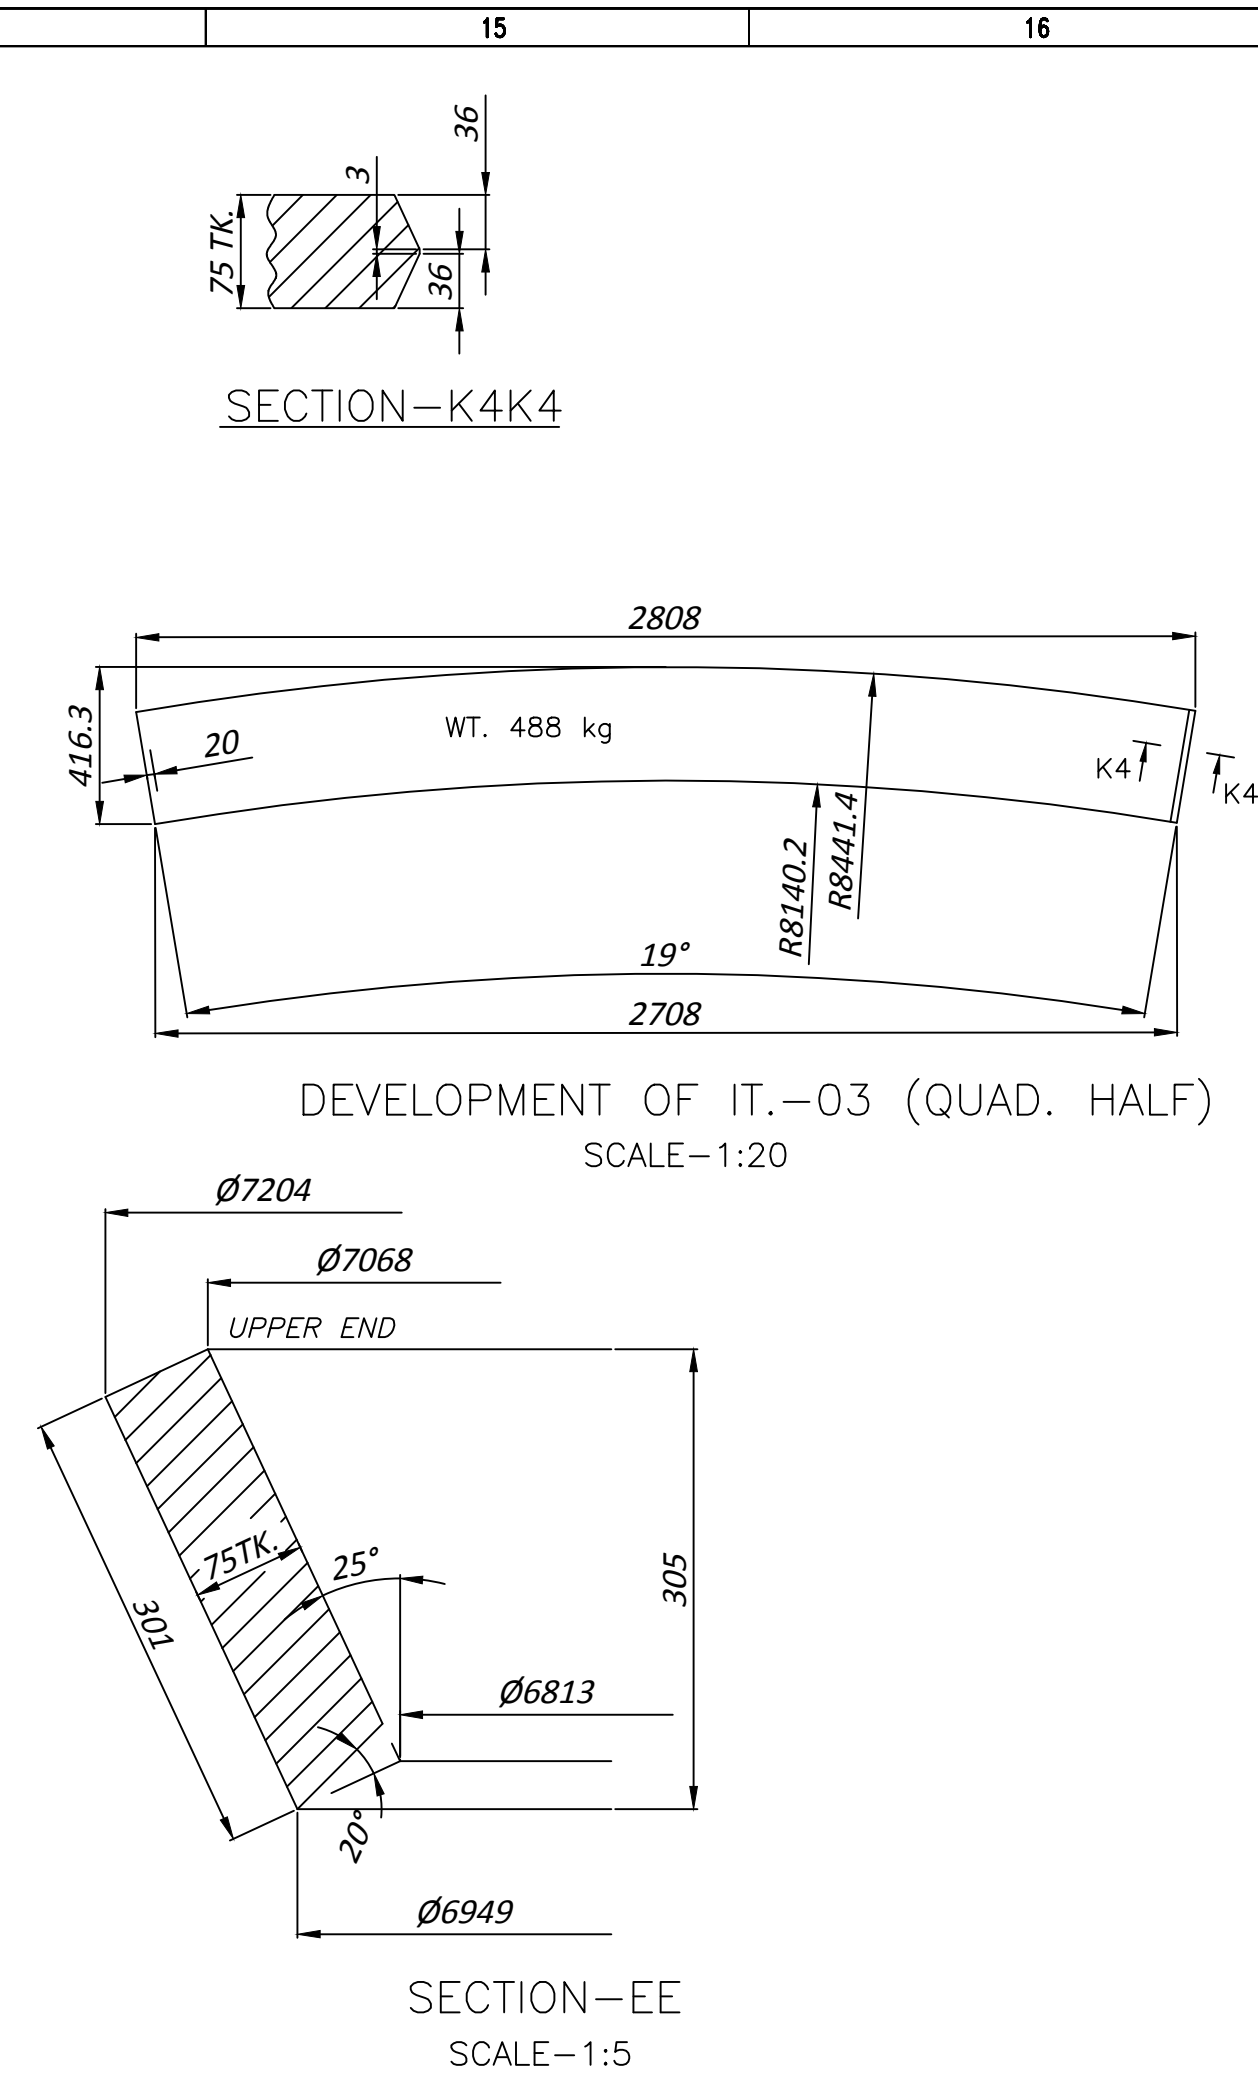 15
16
36
3
75 TK.
36
SECTION-K4K4
2808
416.3
20
WT. 488 kg
K4
K4
R8140.2
R8441.4
19°
2708
DEVELOPMENT OF IT.-03 (QUAD. HALF)
SCALE-1:20
Ø7204
Ø7068
UPPER END
75TK.
25°
305
301
Ø6813
20°
Ø6949
SECTION-EE
SCALE-1:5